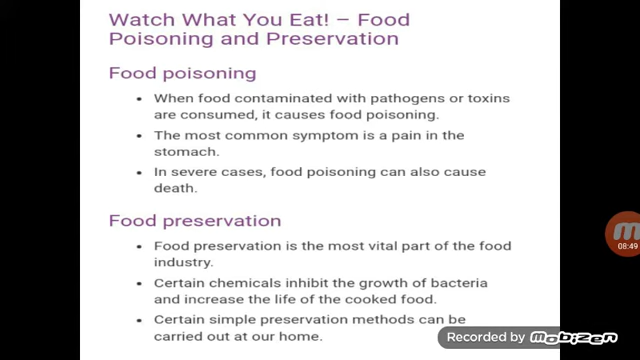 Watch What You Eat! – Food
Poisoning and Preservation
Food poisoning
• When food contaminated with pathogens or toxins
are consumed, it causes food poisoning.
• The most common symptom is a pain in the
stomach.
• In severe cases, food poisoning can also cause
death.
Food preservation
• Food preservation is the most vital part of the food
industry.
• Certain chemicals inhibit the growth of bacteria
and increase the life of the cooked food.
• Certain simple preservation methods can be
carried out at our home.
08:49
Recorded by mobizen